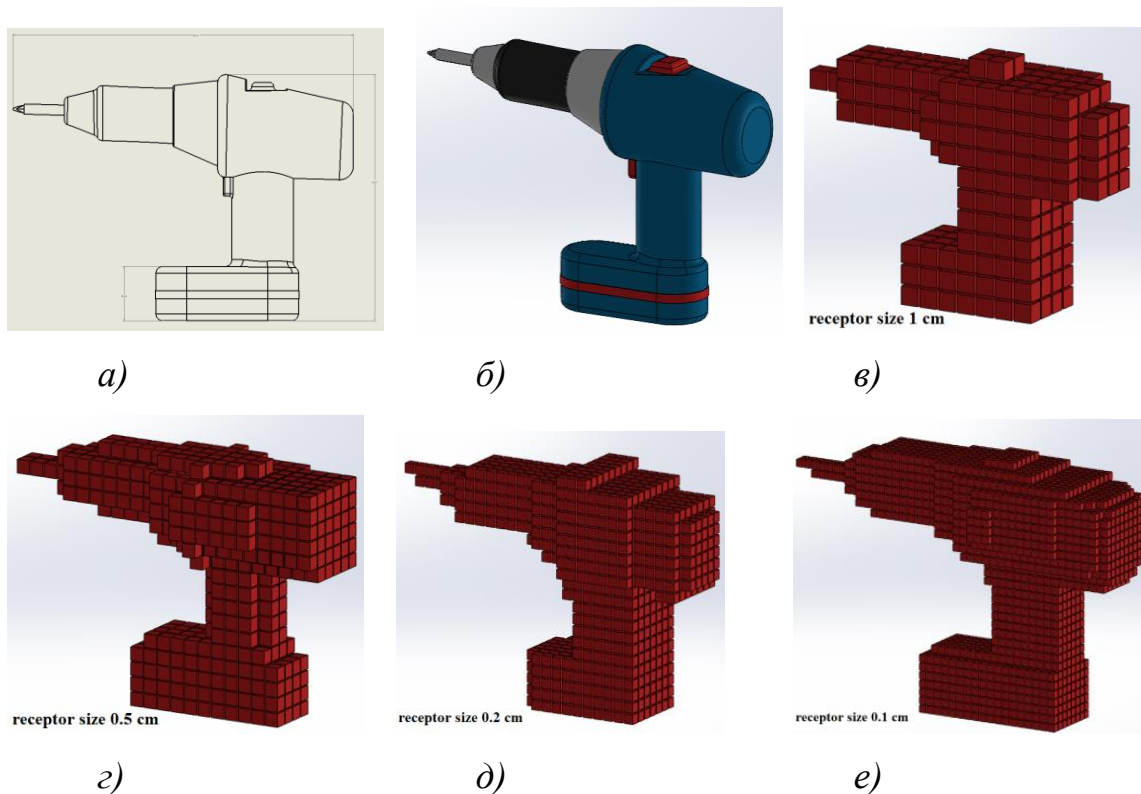 а)
б)
receptor size 1 cm
в)
receptor size 0.5 cm
г)
receptor size 0.2 cm
д)
receptor size 0.1 cm
е)